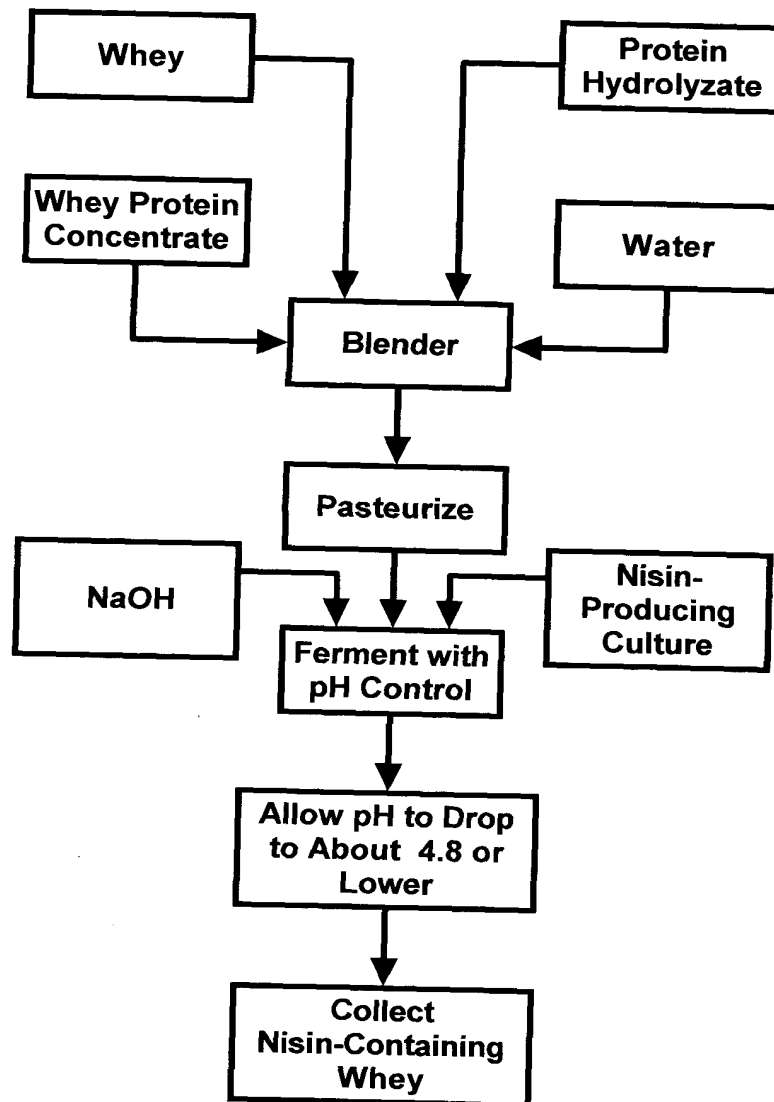 Whey
Protein
Hydrolyzate
Whey Protein
Concentrate
Water
Blender
Pasteurize
NaOH
Nisin-
Producing
Culture
Ferment with
pH Control
Allow pH to Drop
to About 4.8 or
Lower
Collect
Nisin-Containing
Whey